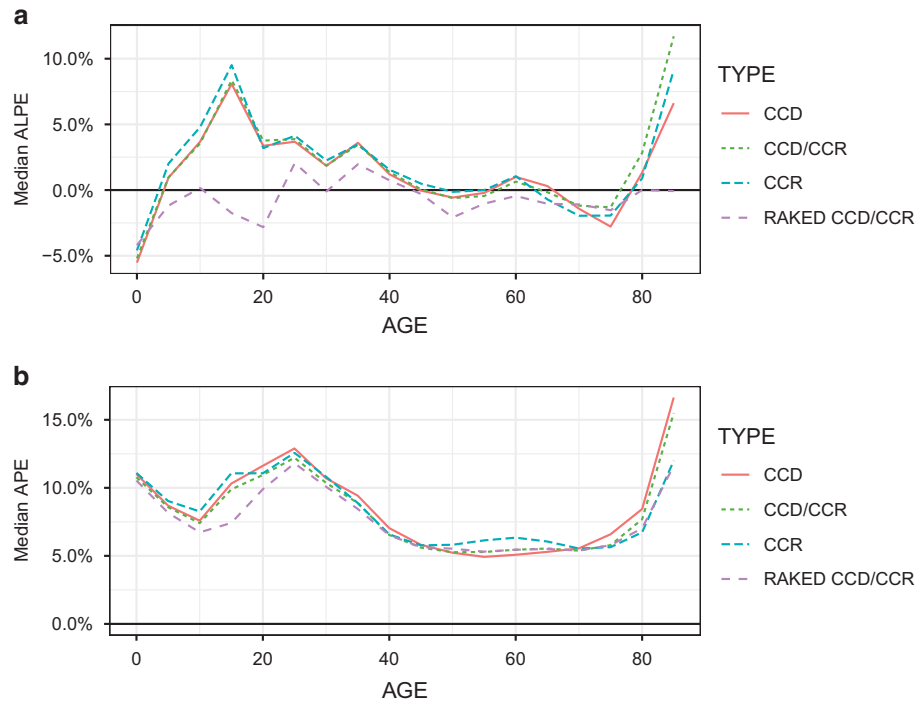 a
Median ALPE
10.0%
5.0%
0.0%
−5.0%
0
20
40
60
80
AGE
TYPE
CCD
CCD/CCR
CCR
RAKED CCD/CCR
b
Median APE
15.0%
10.0%
5.0%
0.0%
0
20
40
60
80
AGE
TYPE
CCD
CCD/CCR
CCR
RAKED CCD/CCR